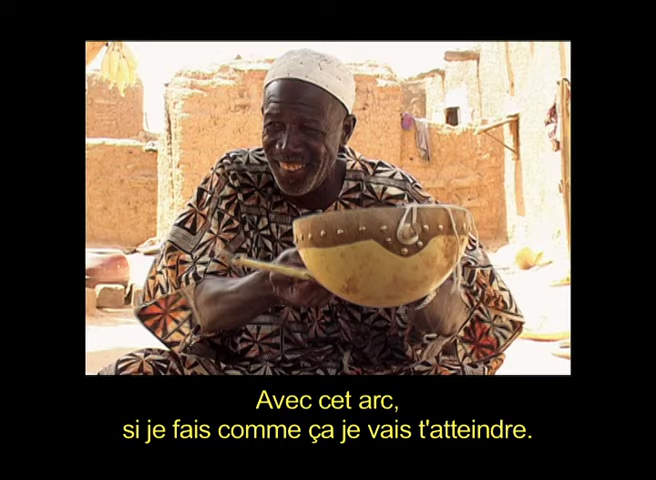 Avec cet arc,
si je fais comme ça je vais t'atteindre.